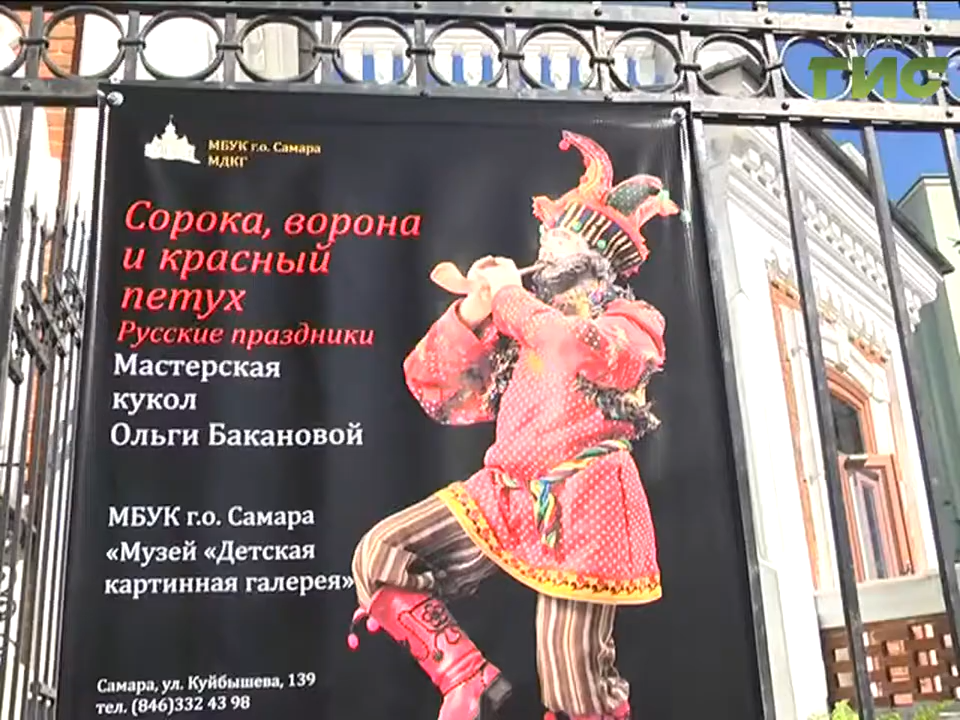 САМАРА
ГИС
МБУК г.о. Самара
МДКГ
Сорока, ворона
и красный
петух
Русские праздники
Мастерская
кукол
Ольги Бакановой
МБУК г.о. Самара
«Музей «Детская
картинная галерея»
Самара, ул. Куйбышева, 139
тел. (846)332 43 98